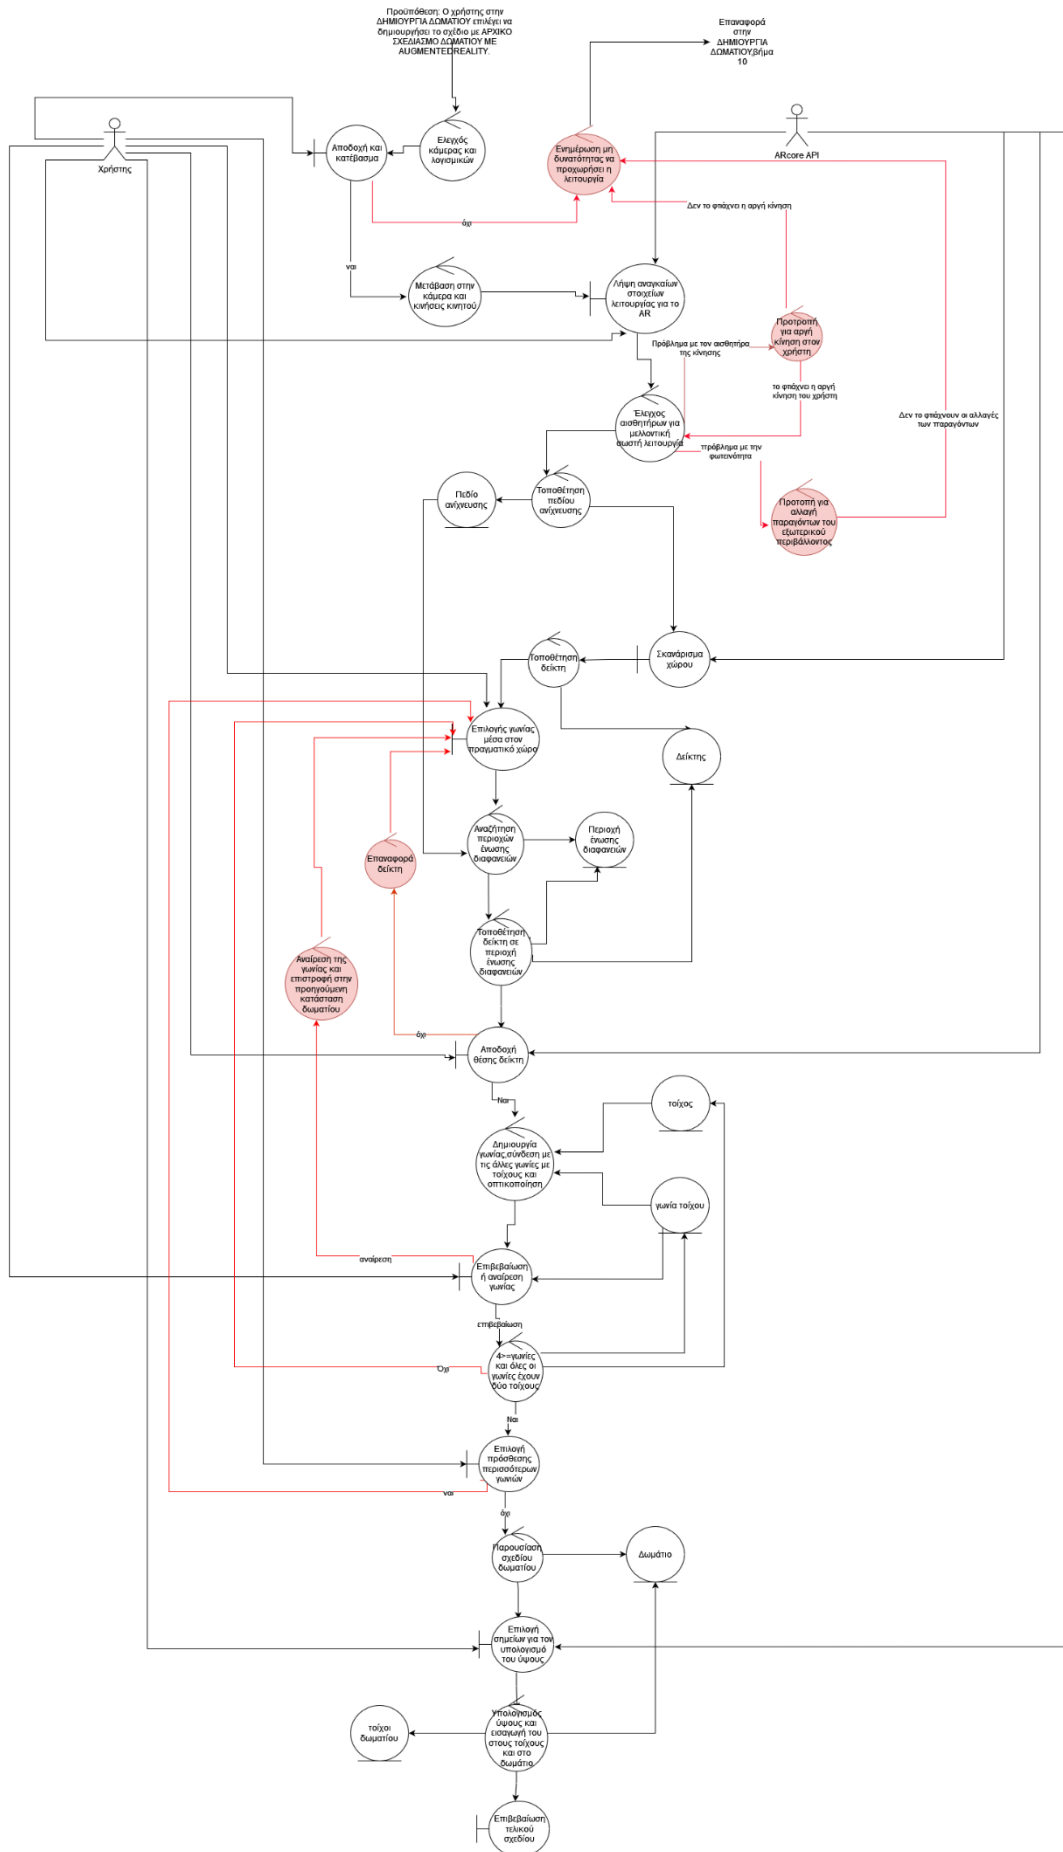 Προϋπόθεση: Ο χρήστης στην
ΔΗΜΙΟΥΡΓΙΑ ΔΩΜΑΤΙΟΥ επιλέγει να
δημιουργήσει το σχέδιο με ΑΡΧΙΚΟ
ΣΧΕΔΙΑΣΜΟ ΔΩΜΑΤΙΟΥ ΜΕ
AUGMENTEDREALITY.
Επαναφορά
στην
ΔΗΜΙΟΥΡΓΙΑ
ΔΩΜΑΤΙΟΥ,βήμα
10
Χρήστης
Αποδοχή και
κατέβασμα
Ελεγχός
κάμερας και
λογισμικών
Ενημέρωση μη
δυνατότητας να
προχωρήσει η
λειτουργία
ARcore API
όχι
Δεν το φτιάχνει η αργή κίνηση
ναι
Μετάβαση στην
κάμερα και
κινήσεις κινητού
Λήψη αναγκαίων
στοιχείων
λειτουργίας για το
AR
Προτροπή
για αργή
κίνηση στον
χρήστη
Πρόβλημα με τον αισθητήρα
της κίνησης
το φτιάχνει η αργή
κίνηση του χρήστη
Δεν το φτιάχνουν οι αλλαγές
των παραγόντων
Έλεγχος
αισθητήρων για
μελλοντική
σωστή λειτουργία
πρόβλημα με την
φωτεινότητα
Πεδίο
ανίχνευσης
Τοποθέτηση
πεδίου
ανίχνευσης
Προτοπή για
αλλαγή
παραγόντων του
εξωτερικού
περιβάλλοντος
Τοποθέτηση
δείκτη
Σκανάρισμα
χώρου
Επιλογής γωνίας
μέσα στον
πραγματικό χώρο
Δείκτης
Αναζήτηση
περιοχών
ένωσης
διαφανειών
Περιοχή
ένωσης
διαφανειών
Επαναφορά
δείκτη
Τοποθέτηση
δείκτη σε
περιοχή
ένωσης
διαφανειών
Αναίρεση της
γωνίας και
επιστροφή στην
προηγούμενη
κατάσταση
δωματίου
όχι
Αποδοχή
θέσης δείκτη
Ναι
τοίχος
Δημιουργία
γωνίας,σύνδεση με
τις άλλες γωνίες με
τοίχους και
οπτικοποίηση
γωνία τοίχου
αναίρεση
Επιβεβαίωση
ή αναίρεση
γωνίας
επιβεβαίωση
4>=γωνίες
και όλες οι
γωνίες έχουν
δύο τοίχους
Όχι
Ναι
Επιλογή
πρόσθεσης
περισσότερων
γωνιών
ναι
όχι
Παρουσίαση
σχεδίου
δωματίου
Δωμάτιο
Επιλογή
σημείων για τον
υπολογισμό
του ύψους
τοίχοι
δωματίου
Υπολογισμός
ύψους και
εισαγωγή του
στους τοίχους
και στο
δωμάτιο
Επιβεβαίωση
τελικού
σχεδίου